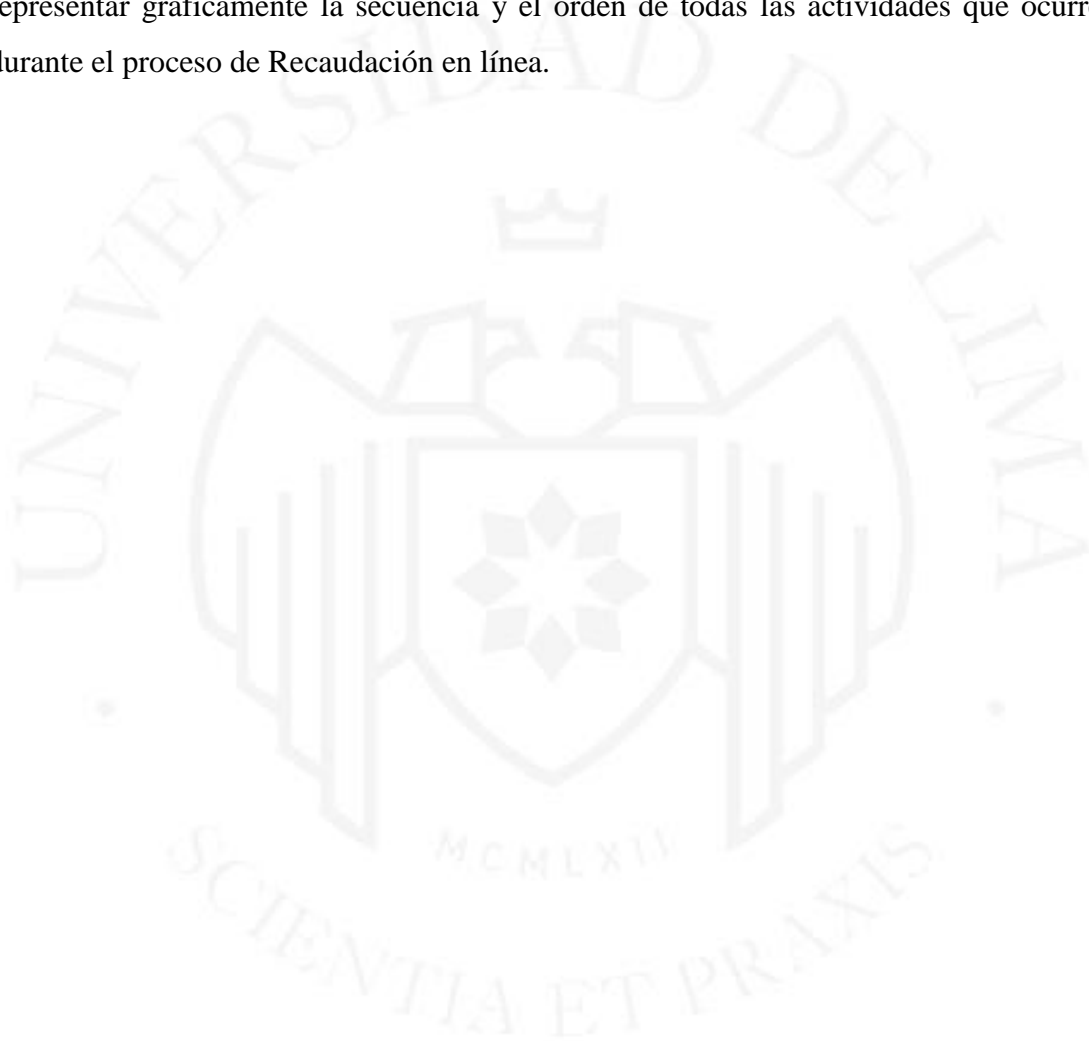 epresentar gráficamente la secuencia y el orden de todas las actividades que ocurr
durante el proceso de Recaudación en línea.
UNIVERSIDAD DE LIMA
MCMLXII
SCIENTIA ET PRAXIS